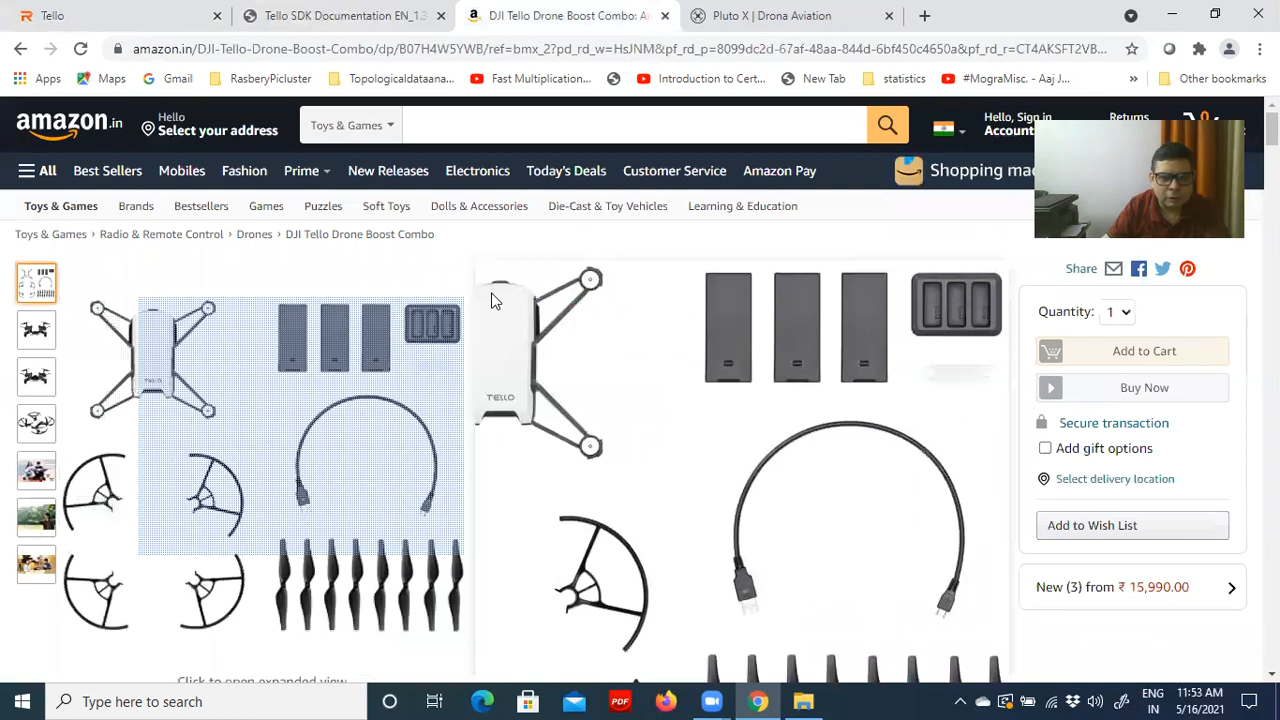 Tello
Tello SDK Documentation EN_1.3
DJI Tello Drone Boost Combo: A
Pluto X | Drona Aviation
amazon.in/DJI-Tello-Drone-Boost-Combo/dp/B07H4W5YWB/ref=bmx_2?pd_rd_w=HsJNM&pf_rd_p=8099dc2d-67af-48aa-844d-6bf450c4650a&pf_rd_r=CT4AKSFT2VB...
Apps
Maps
Gmail
RasberyPicluster
Topologicaldataana...
Fast Multiplication...
Introduction to Cert...
New Tab
statistics
#MograMisc. - Aaj J...
Other bookmarks
amazon.in
Hello
Select your address
Toys & Games
Hello, Sign in
Account
Returns
All
Best Sellers
Mobiles
Fashion
Prime
New Releases
Electronics
Today's Deals
Customer Service
Amazon Pay
Shopping ma
Toys & Games
Brands
Bestsellers
Games
Puzzles
Soft Toys
Dolls & Accessories
Die-Cast & Toy Vehicles
Learning & Education
Toys & Games › Radio & Remote Control › Drones › DJI Tello Drone Boost Combo
Share
Quantity: 1
Add to Cart
Buy Now
Secure transaction
Add gift options
Select delivery location
Add to Wish List
New (3) from ₹ 15,990.00
TELLO
TELLO
Click to open expanded view
Type here to search
PDF
ENG
IN
11:53 AM
5/16/2021